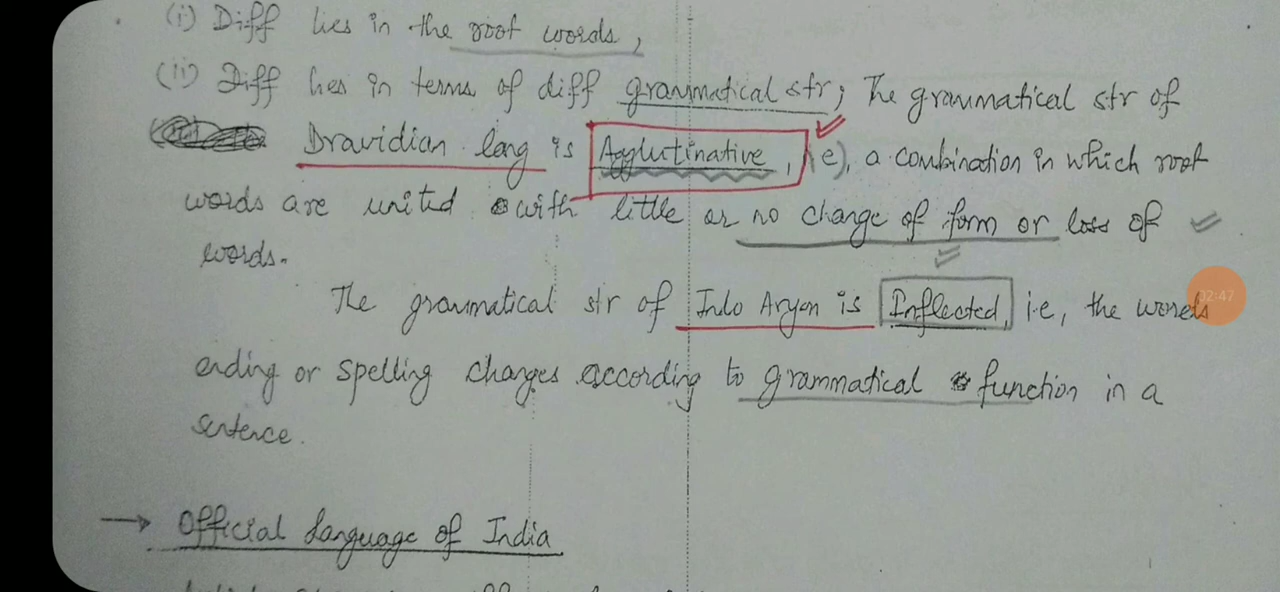 (i) Diff lies in the root words,
(ii) Diff lies in terms of diff grammatical str; The grammatical str of
Dravidian lang is Agglutinative, (i.e), a combination in which root
words are united with little or no change of form or loss of
words.
The grammatical str of Indo Aryan is Inflected, i.e, the words
ending or spelling changes according to grammatical function in a
sentence.
→ Official language of India
02:47